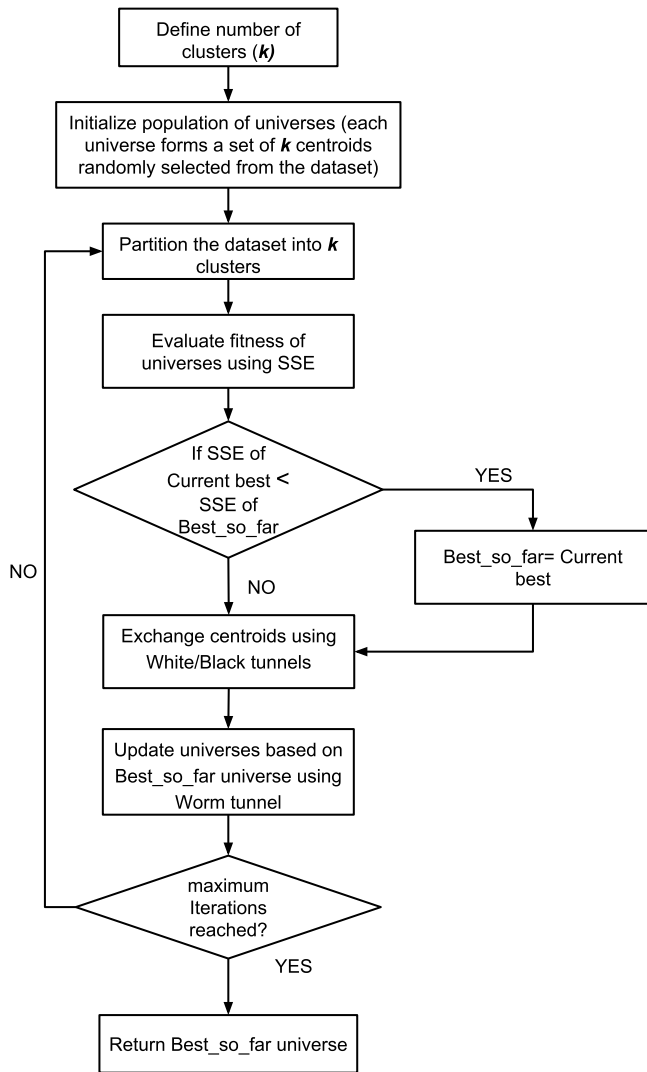 Define number of
clusters (k)
Initialize population of universes (each
universe forms a set of k centroids
randomly selected from the dataset)
Partition the dataset into k
clusters
Evaluate fitness of
universes using SSE
If SSE of
Current best <
SSE of
Best_so_far
YES
Best_so_far= Current
best
NO
NO
Exchange centroids using
White/Black tunnels
Update universes based on
Best_so_far universe using
Worm tunnel
maximum
Iterations
reached?
YES
Return Best_so_far universe